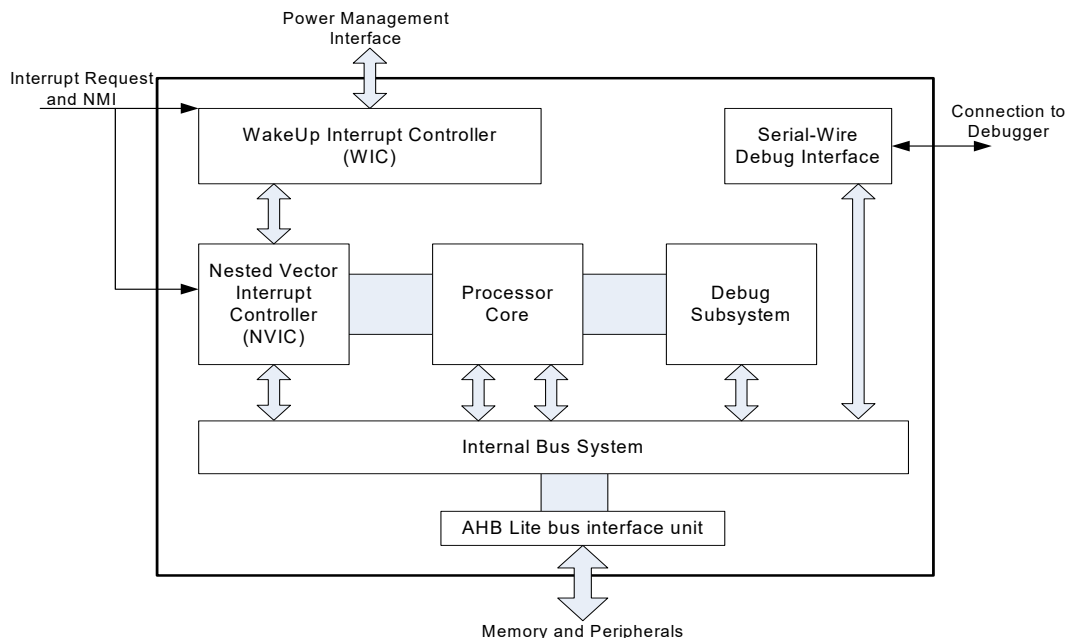 Power Management
Interface
Interrupt Request
and NMI
WakeUp Interrupt Controller
(WIC)
Serial-Wire
Debug Interface
Connection to
Debugger
Nested Vector
Interrupt
Controller
(NVIC)
Processor
Core
Debug
Subsystem
Internal Bus System
AHB Lite bus interface unit
Memory and Peripherals